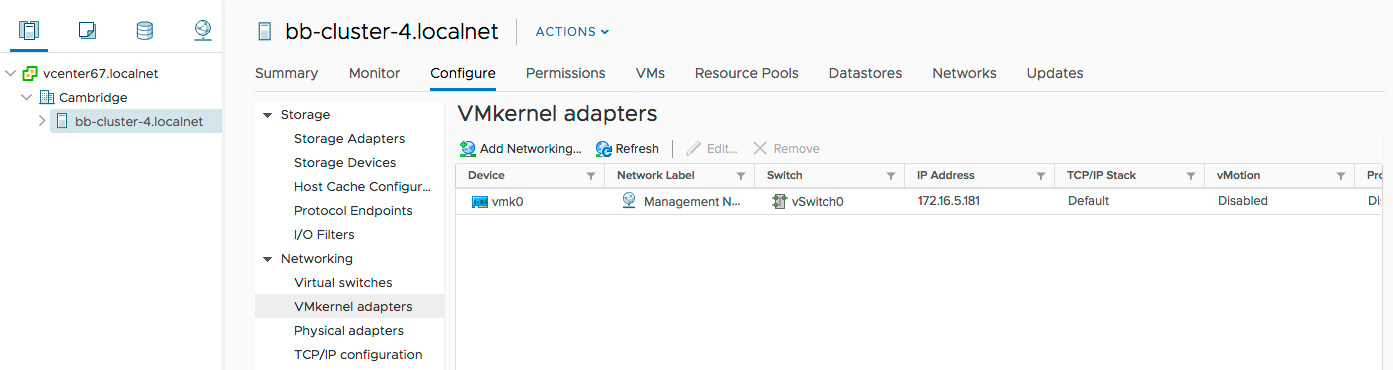 bb-cluster-4.localnet
ACTIONS
vcenter67.localnet
Cambridge
bb-cluster-4.localnet
Summary Monitor Configure Permissions VMs Resource Pools Datastores Networks Updates
Storage
Storage Adapters
Storage Devices
Host Cache Configur...
Protocol Endpoints
I/O Filters
Networking
Virtual switches
VMkernel adapters
Physical adapters
TCP/IP configuration
VMkernel adapters
Add Networking... Refresh Edit... Remove
Device Network Label Switch IP Address TCP/IP Stack vMotion Pro
vmk0 Management N... vSwitch0 172.16.5.181 Default Disabled Di